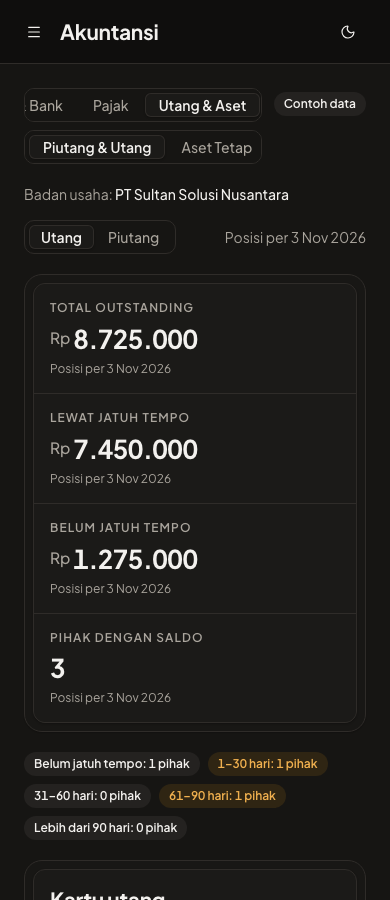 Akuntansi
Bank Pajak Utang & Aset Contoh data
Piutang & Utang Aset Tetap
Badan usaha: PT Sultan Solusi Nusantara
Utang Piutang Posisi per 3 Nov 2026
TOTAL OUTSTANDING
Rp 8.725.000
Posisi per 3 Nov 2026
LEWAT JATUH TEMPO
Rp 7.450.000
Posisi per 3 Nov 2026
BELUM JATUH TEMPO
Rp 1.275.000
Posisi per 3 Nov 2026
PIHAK DENGAN SALDO
3
Posisi per 3 Nov 2026
Belum jatuh tempo: 1 pihak 1–30 hari: 1 pihak
31–60 hari: 0 pihak 61–90 hari: 1 pihak
Lebih dari 90 hari: 0 pihak
Kartu utang